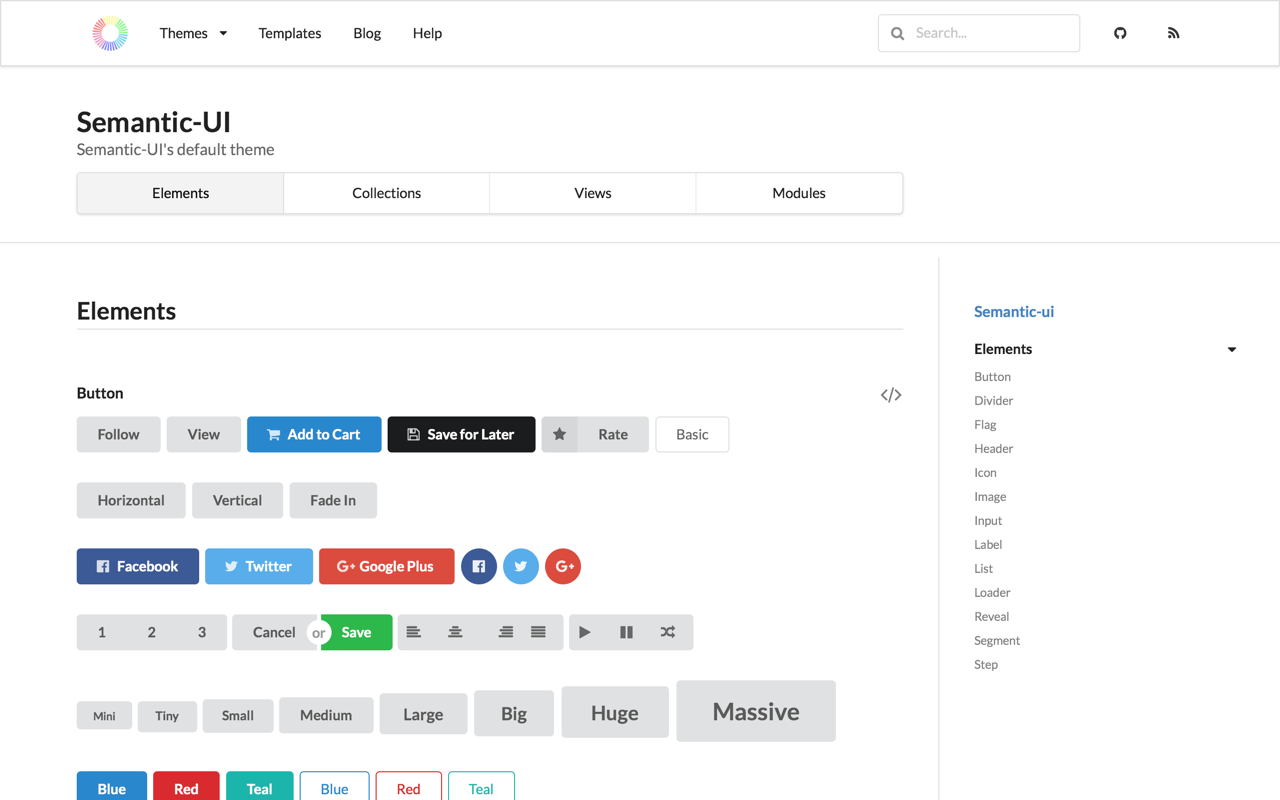 Themes Templates Blog Help Search...
Semantic-UI
Semantic-UI's default theme
Elements Collections Views Modules
Elements
Button
Follow View Add to Cart Save for Later Rate Basic
Horizontal Vertical Fade In
Facebook Twitter Google Plus
1 2 3 Cancel or Save
Mini Tiny Small Medium Large Big Huge Massive
Blue Red Teal Blue Red Teal
Semantic-ui
Elements
Button
Divider
Flag
Header
Icon
Image
Input
Label
List
Loader
Reveal
Segment
Step